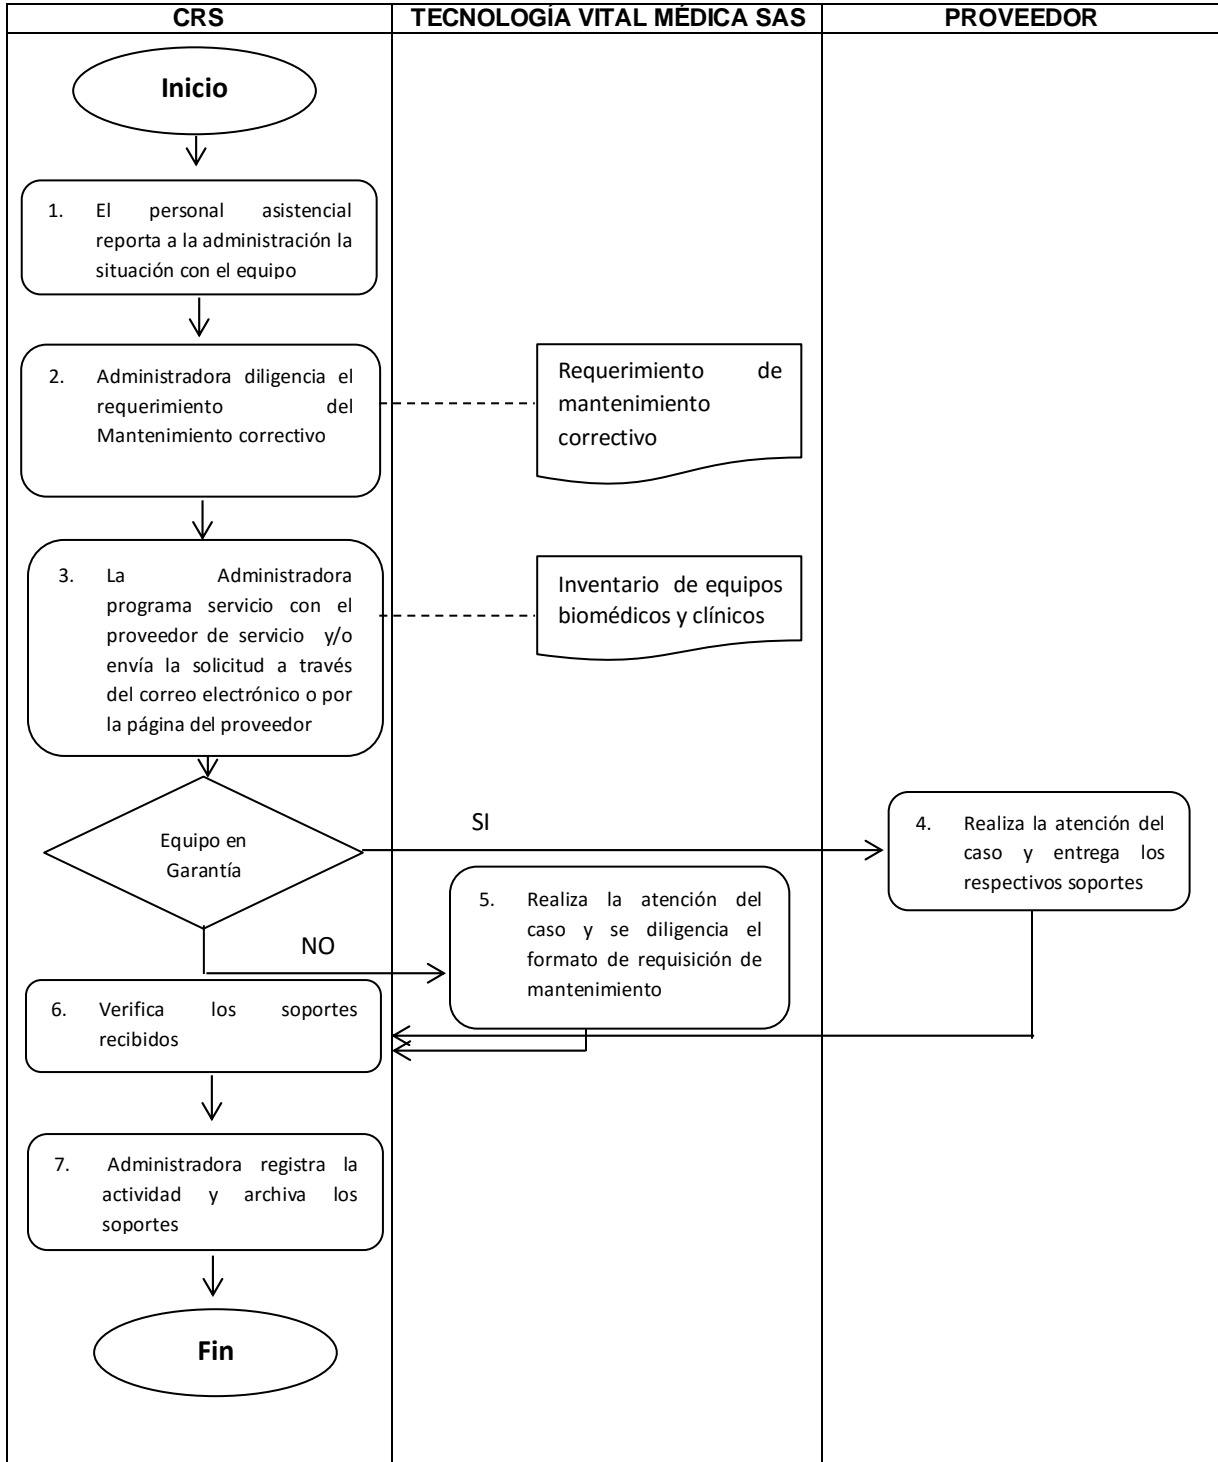 CRS
TECNOLOGÍA VITAL MÉDICA SAS
PROVEEDOR
Inicio
1. El personal asistencial
reporta a la administración la
situación con el equipo
2. Administradora diligencia el
requerimiento del
Mantenimiento correctivo
Requerimiento de
mantenimiento
correctivo
3. La Administradora
programa servicio con el
proveedor de servicio y/o
envía la solicitud a través
del correo electrónico o por
la página del proveedor
Inventario de equipos
biomédicos y clínicos
Equipo en
Garantía
SI
4. Realiza la atención del
caso y entrega los
respectivos soportes
NO
5. Realiza la atención del
caso y se diligencia el
formato de requisición de
mantenimiento
6. Verifica los soportes
recibidos
7. Administradora registra la
actividad y archiva los
soportes
Fin